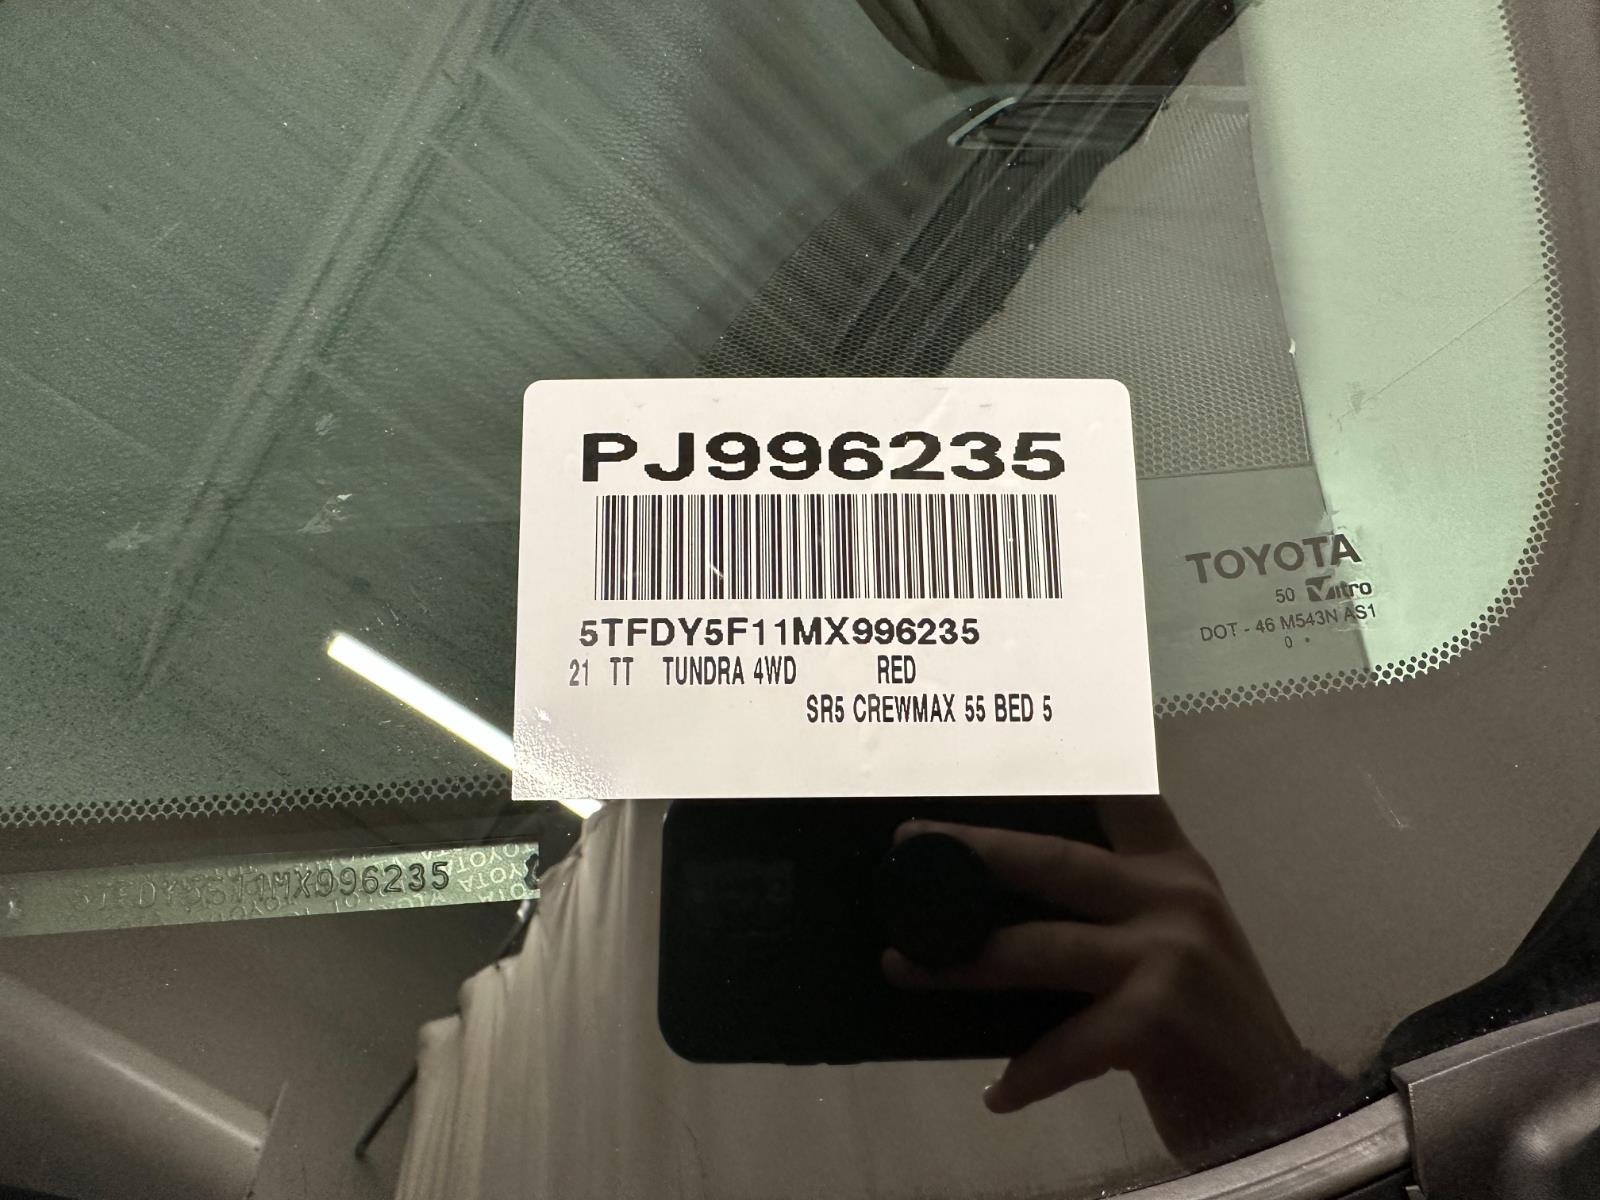 PJ996235
5TFDY5F11MX996235
21 TT TUNDRA 4WD RED
SR5 CREWMAX 55 BED 5
TOYOTA
50 Vitro
DOT - 46 M543N AS1
0
5TFDY5F11MX996235